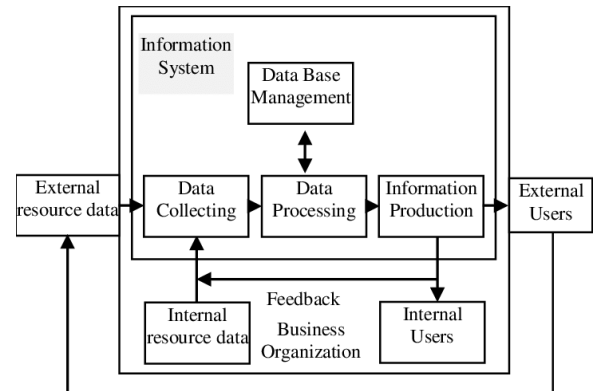 Information
System
Data Base
Management
External
resource data
Data
Collecting
Data
Processing
Information
Production
External
Users
Feedback
Internal
resource data
Business
Organization
Internal
Users